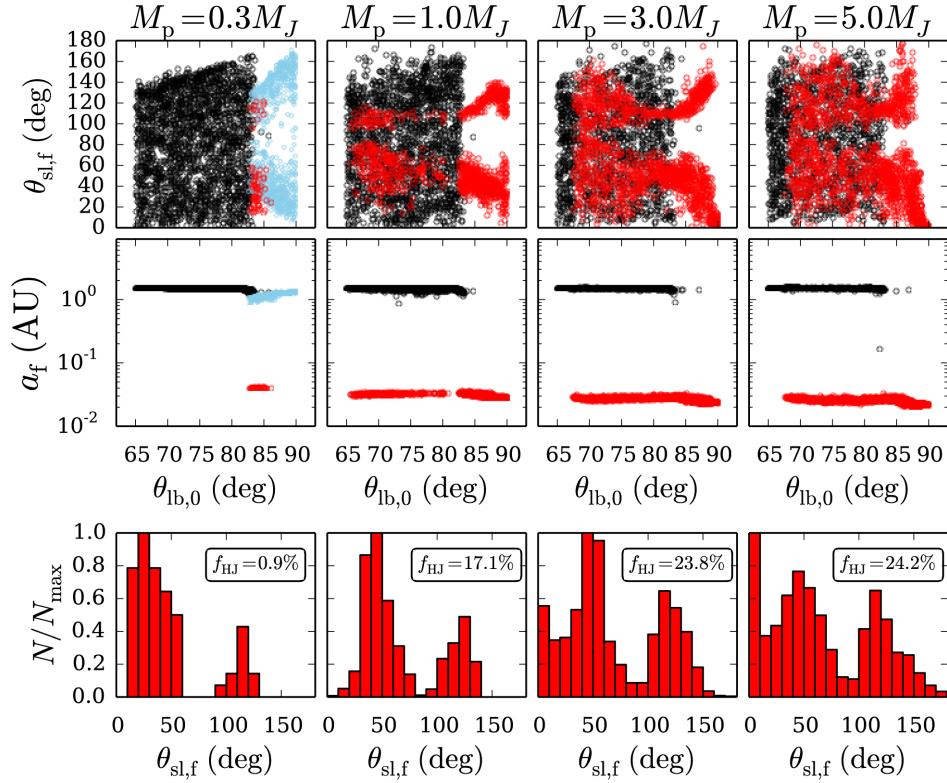 M_p=0.3M_J M_p=1.0M_J M_p=3.0M_J M_p=5.0M_J
θ_sl,f (deg)
180
160
140
120
100
80
60
40
20
0
a_f (AU)
10^0
10^-1
10^-2
65 70 75 80 85 90 65 70 75 80 85 90 65 70 75 80 85 90 65 70 75 80 85 90
θ_lb,0 (deg) θ_lb,0 (deg) θ_lb,0 (deg) θ_lb,0 (deg)
N/N_max
1.0
0.8
0.6
0.4
0.2
0.0
f_HJ=0.9% f_HJ=17.1% f_HJ=23.8% f_HJ=24.2%
0 50 100 150 0 50 100 150 0 50 100 150 0 50 100 150
θ_sl,f (deg) θ_sl,f (deg) θ_sl,f (deg) θ_sl,f (deg)